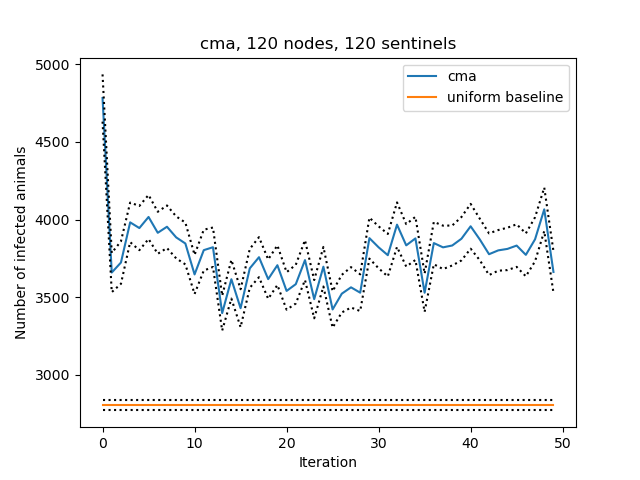 cma, 120 nodes, 120 sentinels
cma
uniform baseline
Number of infected animals
5000
4500
4000
3500
3000
0 10 20 30 40 50
Iteration